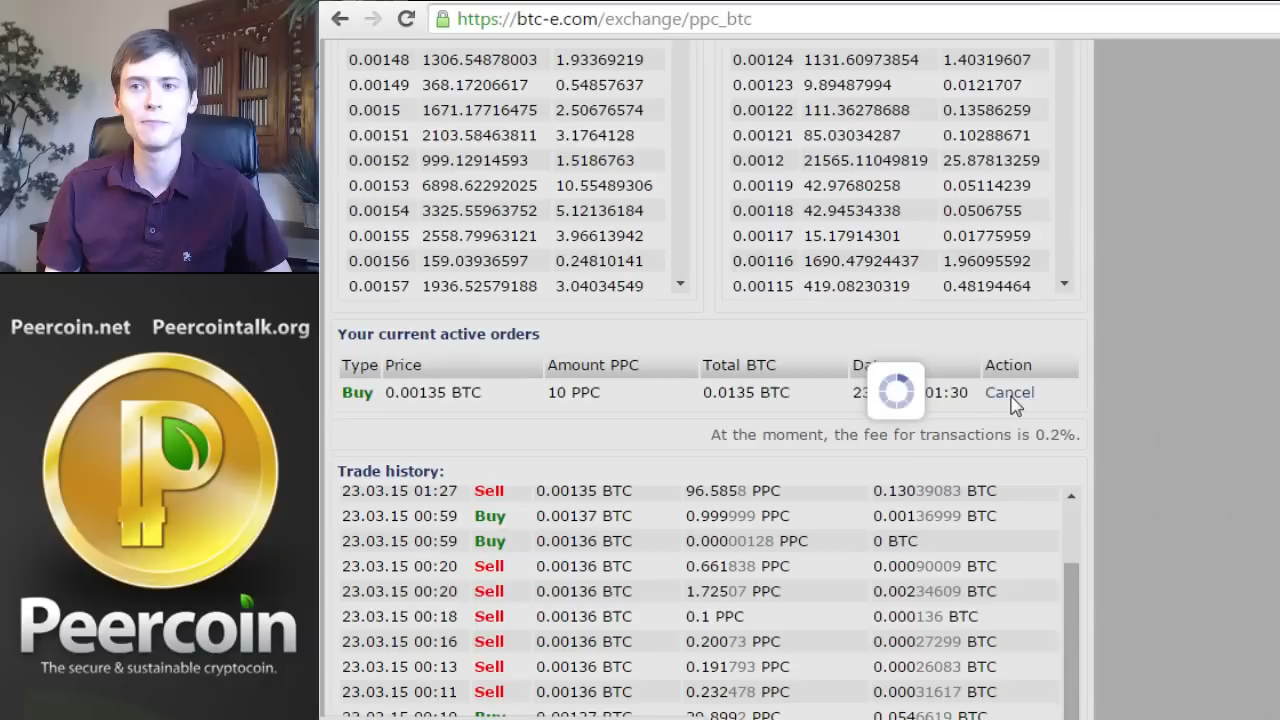 https://btc-e.com/exchange/ppc_btc
0.00148 1306.54878003 1.93369219 0.00124 1131.60973854 1.40319607
0.00149 368.17206617 0.54857637 0.00123 9.89487994 0.0121707
0.0015 1671.17716475 2.50676574 0.00122 111.36278688 0.13586259
0.00151 2103.58463811 3.1764128 0.00121 85.03034287 0.10288671
0.00152 999.12914593 1.5186763 0.0012 21565.11049819 25.87813259
0.00153 6898.62292025 10.55489306 0.00119 42.97680258 0.05114239
0.00154 3325.55963752 5.12136184 0.00118 42.94534338 0.0506755
0.00155 2558.79963121 3.96613942 0.00117 15.17914301 0.01775959
0.00156 159.03936597 0.24810141 0.00116 1690.47924437 1.96095592
0.00157 1936.52579188 3.04034549 0.00115 419.08230319 0.48194464
Peercoin.net Peercointalk.org
Peercoin
The secure & sustainable cryptocoin.
Your current active orders
Type Price Amount PPC Total BTC Action
Buy 0.00135 BTC 10 PPC 0.0135 BTC 01:30 Cancel
At the moment, the fee for transactions is 0.2%.
Trade history:
23.03.15 01:27 Sell 0.00135 BTC 96.5858 PPC 0.13039083 BTC
23.03.15 00:59 Buy 0.00137 BTC 0.999999 PPC 0.00136999 BTC
23.03.15 00:59 Buy 0.00136 BTC 0.00000128 PPC 0 BTC
23.03.15 00:20 Sell 0.00136 BTC 0.661838 PPC 0.00090009 BTC
23.03.15 00:20 Sell 0.00136 BTC 1.72507 PPC 0.00234609 BTC
23.03.15 00:18 Sell 0.00136 BTC 0.1 PPC 0.000136 BTC
23.03.15 00:16 Sell 0.00136 BTC 0.20073 PPC 0.00027299 BTC
23.03.15 00:13 Sell 0.00136 BTC 0.191793 PPC 0.00026083 BTC
23.03.15 00:11 Sell 0.00136 BTC 0.232478 PPC 0.00031617 BTC